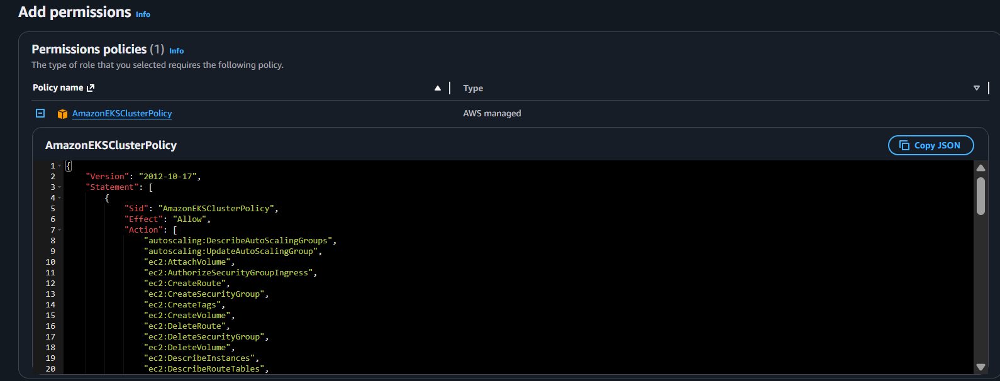 Add permissions Info
Permissions policies (1) Info
The type of role that you selected requires the following policy.
Policy name Type
AmazonEKSClusterPolicy AWS managed
AmazonEKSClusterPolicy Copy JSON
1 {
2 "Version": "2012-10-17",
3 "Statement": [
4 {
5 "Sid": "AmazonEKSClusterPolicy",
6 "Effect": "Allow",
7 "Action": [
8 "autoscaling:DescribeAutoScalingGroups",
9 "autoscaling:UpdateAutoScalingGroup",
10 "ec2:AttachVolume",
11 "ec2:AuthorizeSecurityGroupIngress",
12 "ec2:CreateRoute",
13 "ec2:CreateSecurityGroup",
14 "ec2:CreateTags",
15 "ec2:CreateVolume",
16 "ec2:DeleteRoute",
17 "ec2:DeleteSecurityGroup",
18 "ec2:DeleteVolume",
19 "ec2:DescribeInstances",
20 "ec2:DescribeRouteTables",